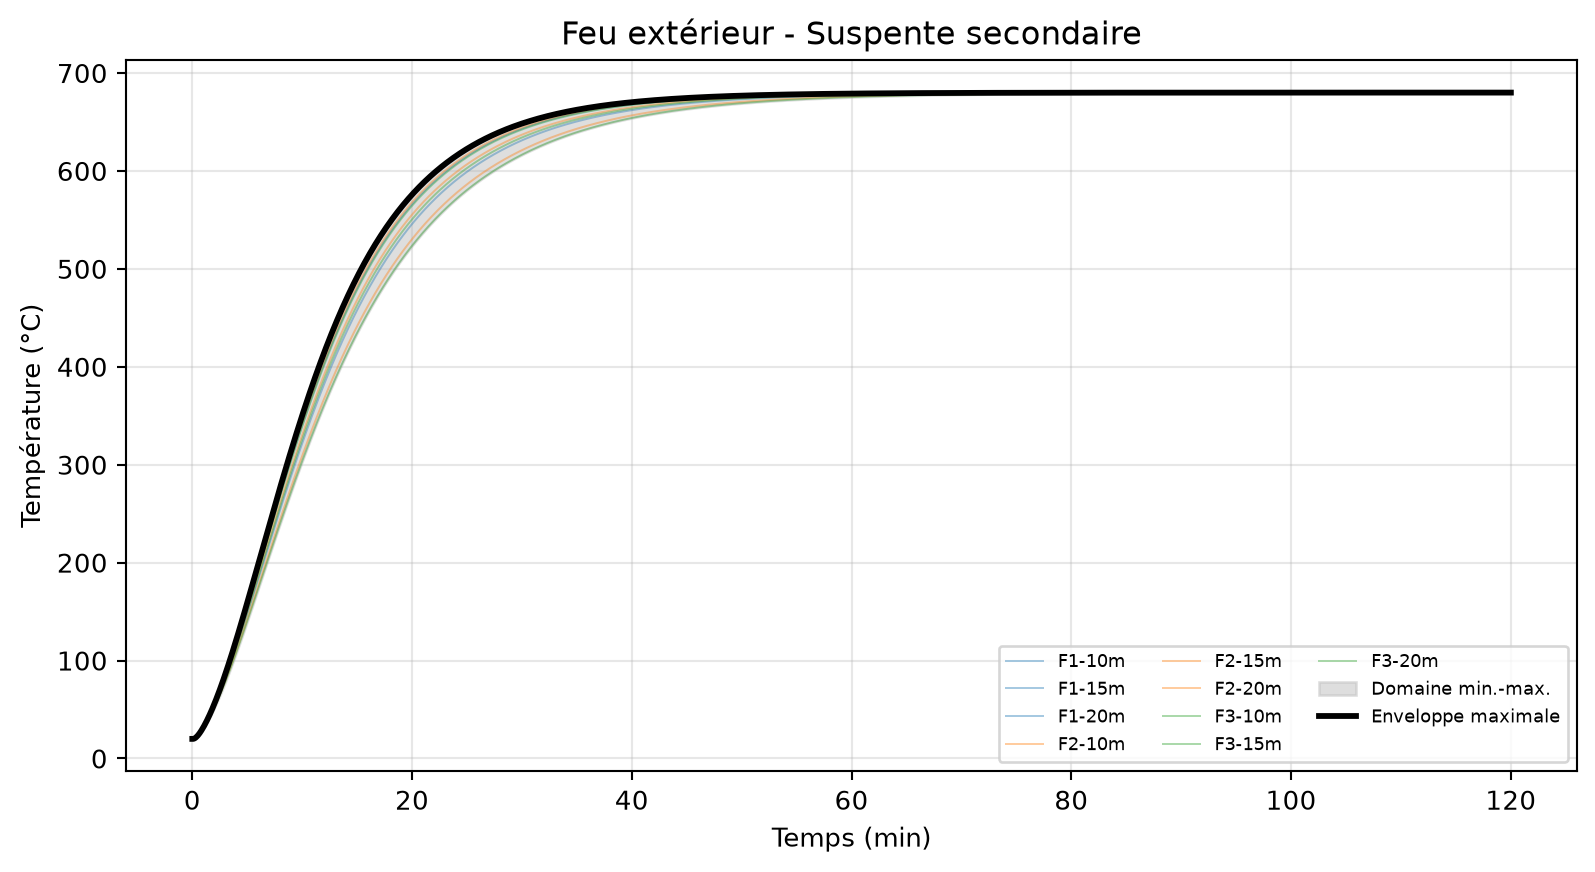 Feu extérieur - Suspente secondaire
Température (°C)
700
600
500
400
300
200
100
0
F1-10m
F1-15m
F1-20m
F2-10m
F2-15m
F2-20m
F3-10m
F3-15m
F3-20m
Domaine min.-max.
Enveloppe maximale
0 20 40 60 80 100 120
Temps (min)